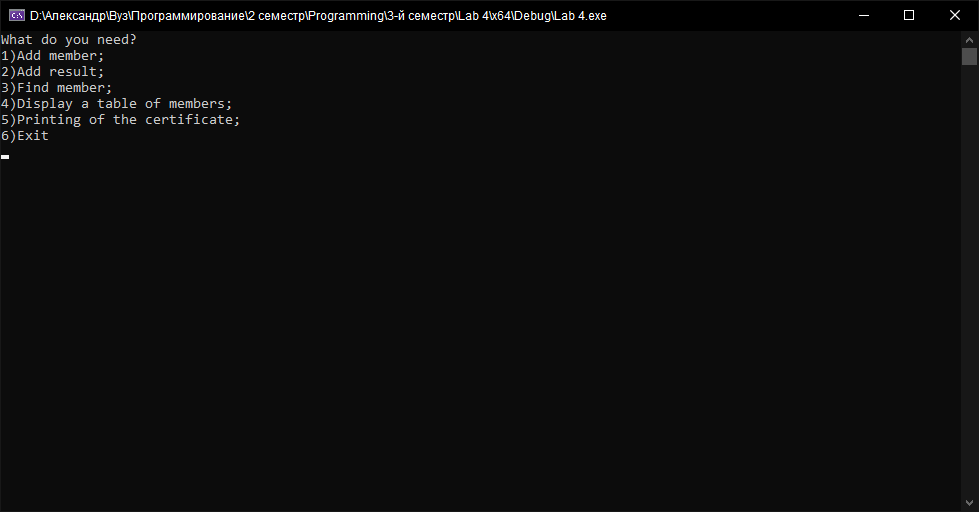 D:\Александр\Вуз\Программирование\2 семестр\Programming\3-й семестр\Lab 4\x64\Debug\Lab 4.exe
What do you need?
1)Add member;
2)Add result;
3)Find member;
4)Display a table of members;
5)Printing of the certificate;
6)Exit